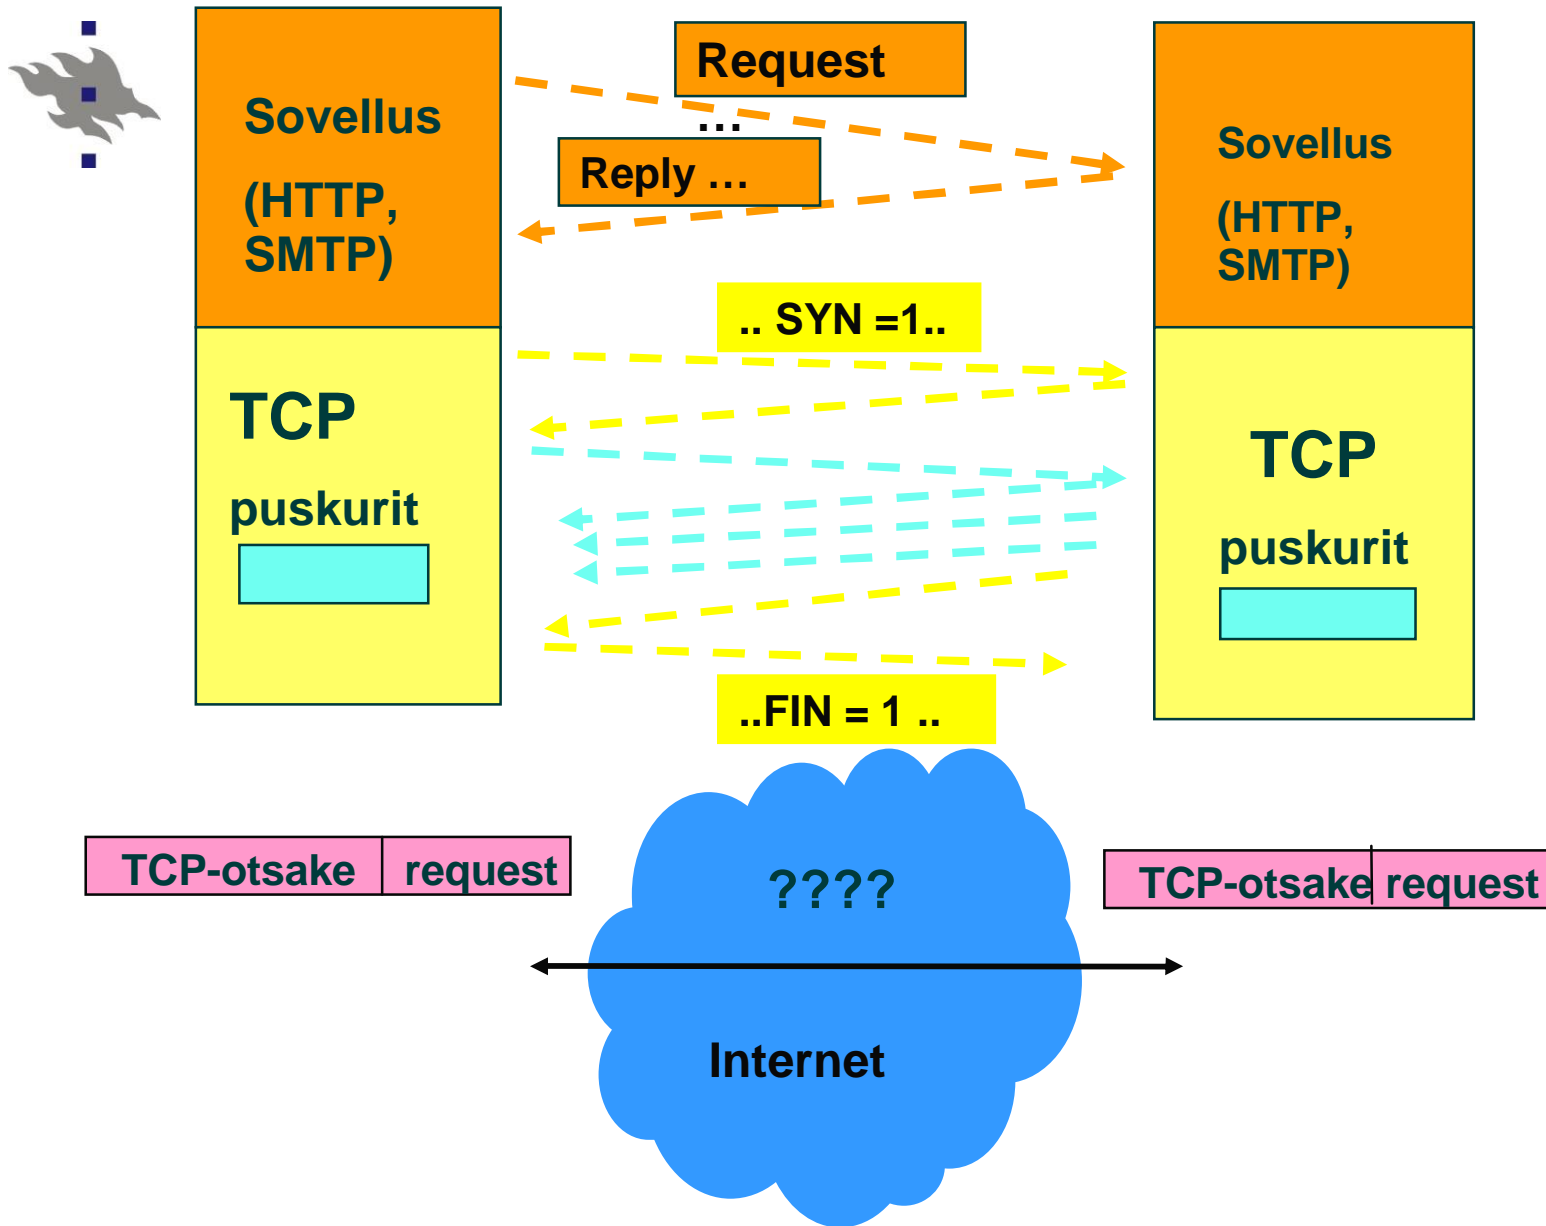 Sovellus
(HTTP,
SMTP)
TCP
puskurit
Request
...
Reply ...
.. SYN =1..
..FIN = 1 ..
Sovellus
(HTTP,
SMTP)
TCP
puskurit
TCP-otsake request
????
Internet
TCP-otsake request